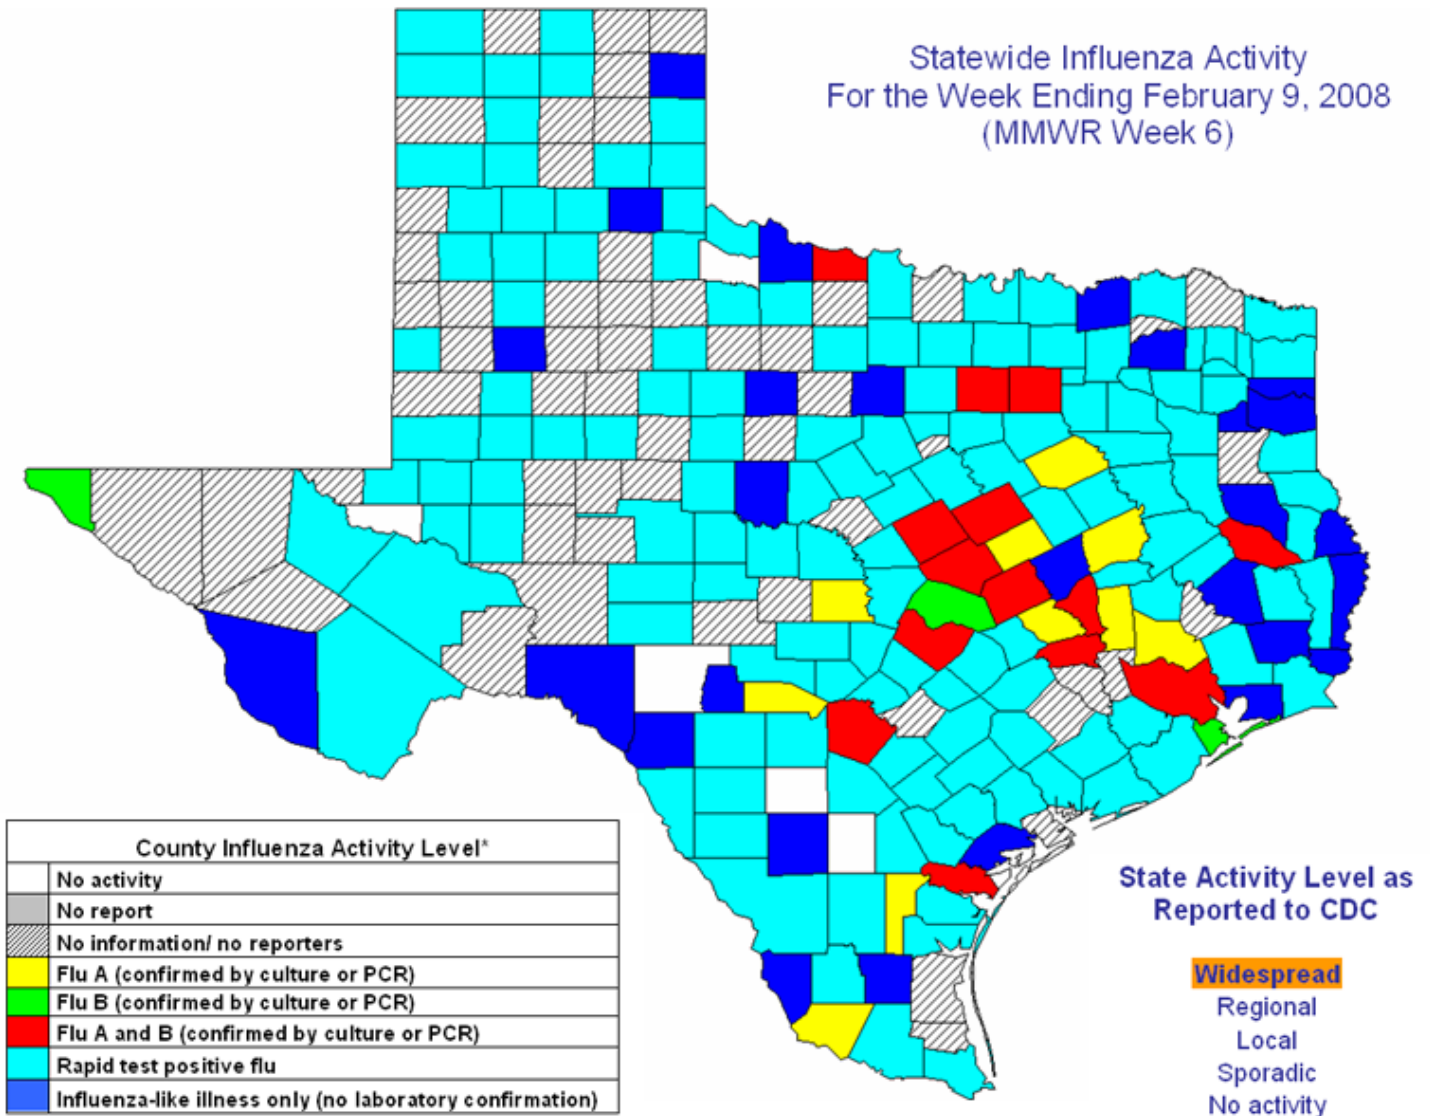 Statewide Influenza Activity
For the Week Ending February 9, 2008
(MMWR Week 6)
County Influenza Activity Level*
No activity
No report
No information/ no reporters
Flu A (confirmed by culture or PCR)
Flu B (confirmed by culture or PCR)
Flu A and B (confirmed by culture or PCR)
Rapid test positive flu
Influenza-like illness only (no laboratory confirmation)
State Activity Level as
Reported to CDC
Widespread
Regional
Local
Sporadic
No activity